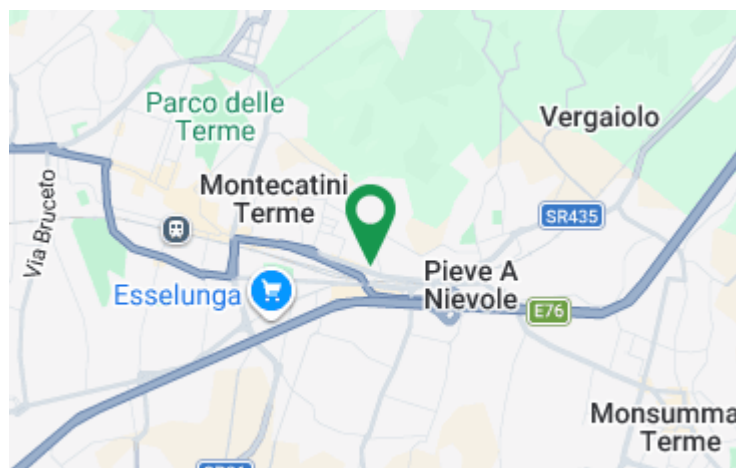 Parco delle
Terme
Vergaiolo
Montecatini
Terme
Via Bruceto
SR435
Esselunga
Pieve A
Nievole
E76
Monsumma
Terme